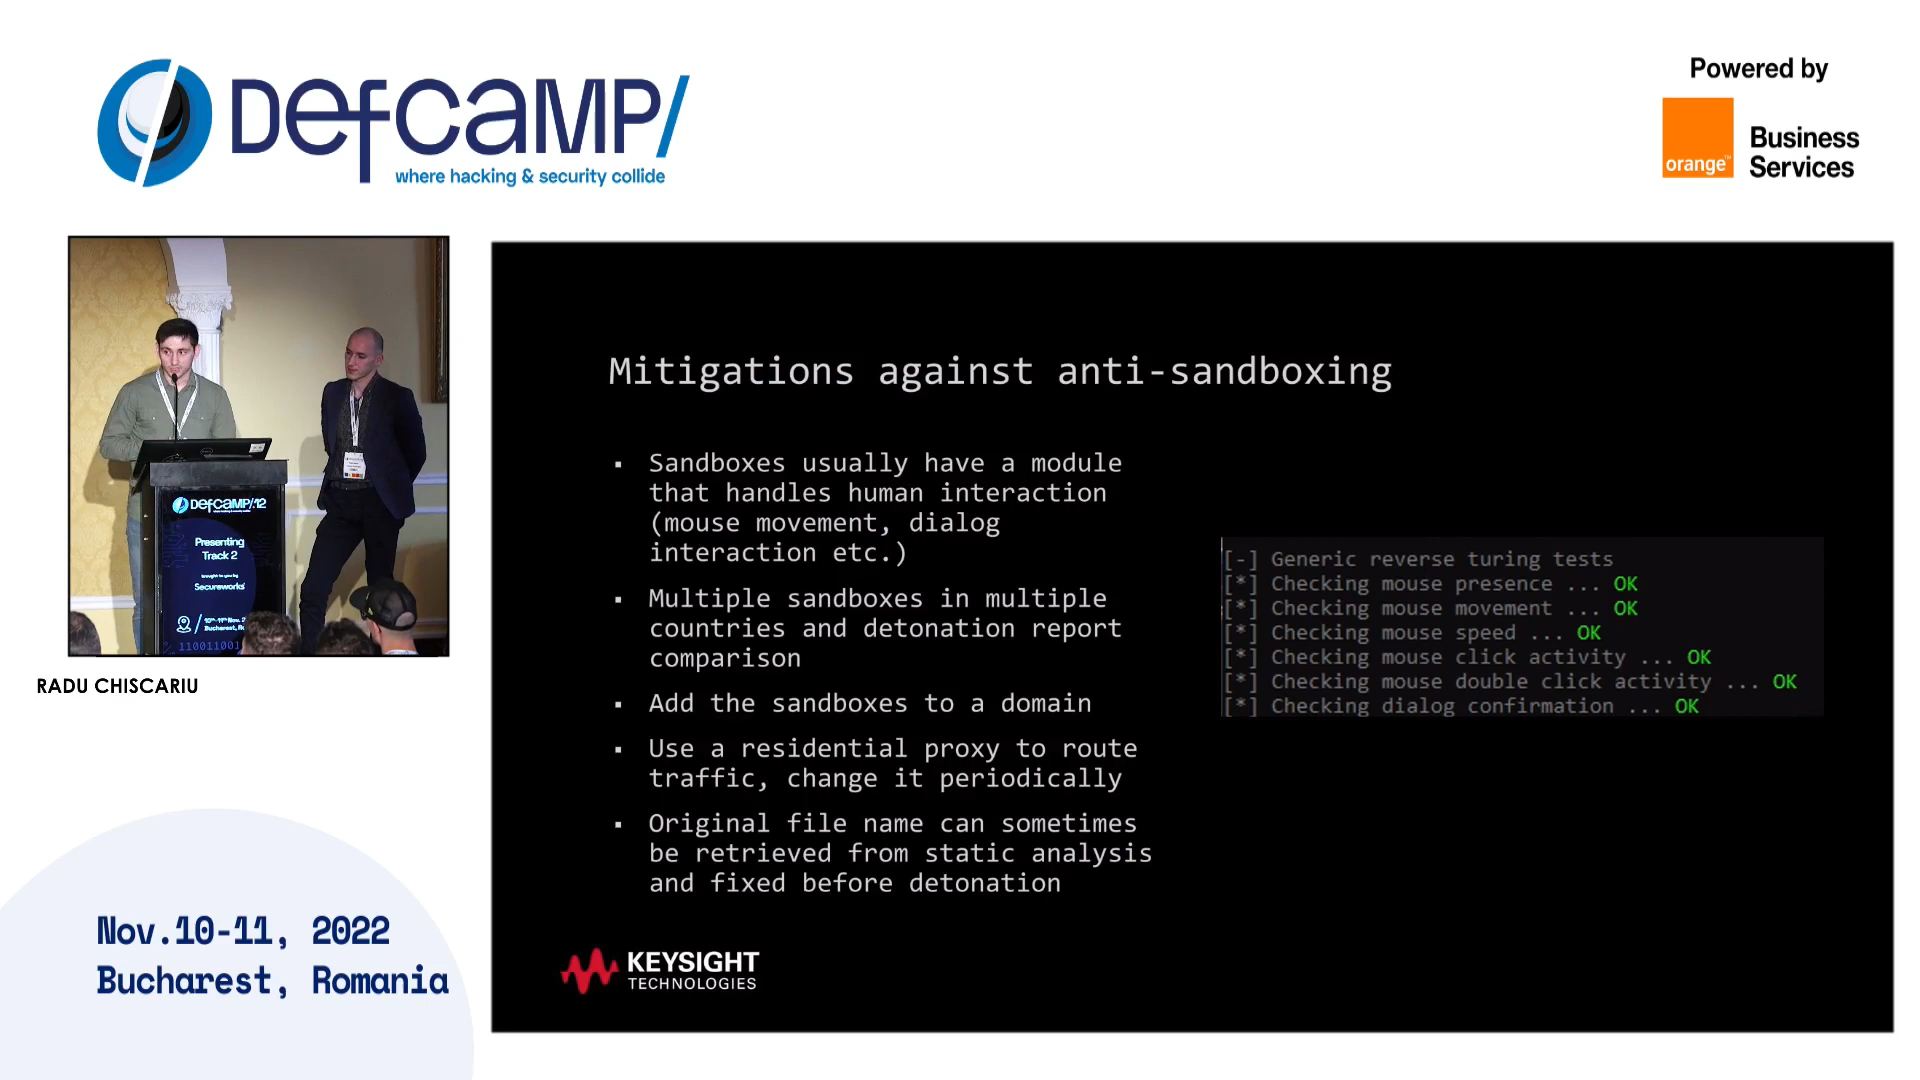 DefCamp/
where hacking & security collide
Powered by
orange™
Business
Services
DefCamp/12
Presenting
Track 2
Secureworks
Bucharest,
110011001
RADU CHISCARIU
Nov.10-11, 2022
Bucharest, Romania
Mitigations against anti-sandboxing
▪ Sandboxes usually have a module
that handles human interaction
(mouse movement, dialog
interaction etc.)
▪ Multiple sandboxes in multiple
countries and detonation report
comparison
▪ Add the sandboxes to a domain
▪ Use a residential proxy to route
traffic, change it periodically
▪ Original file name can sometimes
be retrieved from static analysis
and fixed before detonation
[-] Generic reverse turing tests
[*] Checking mouse presence ... OK
[*] Checking mouse movement ... OK
[*] Checking mouse speed ... OK
[*] Checking mouse click activity ... OK
[*] Checking mouse double click activity ... OK
[*] Checking dialog confirmation ... OK
KEYSIGHT
TECHNOLOGIES